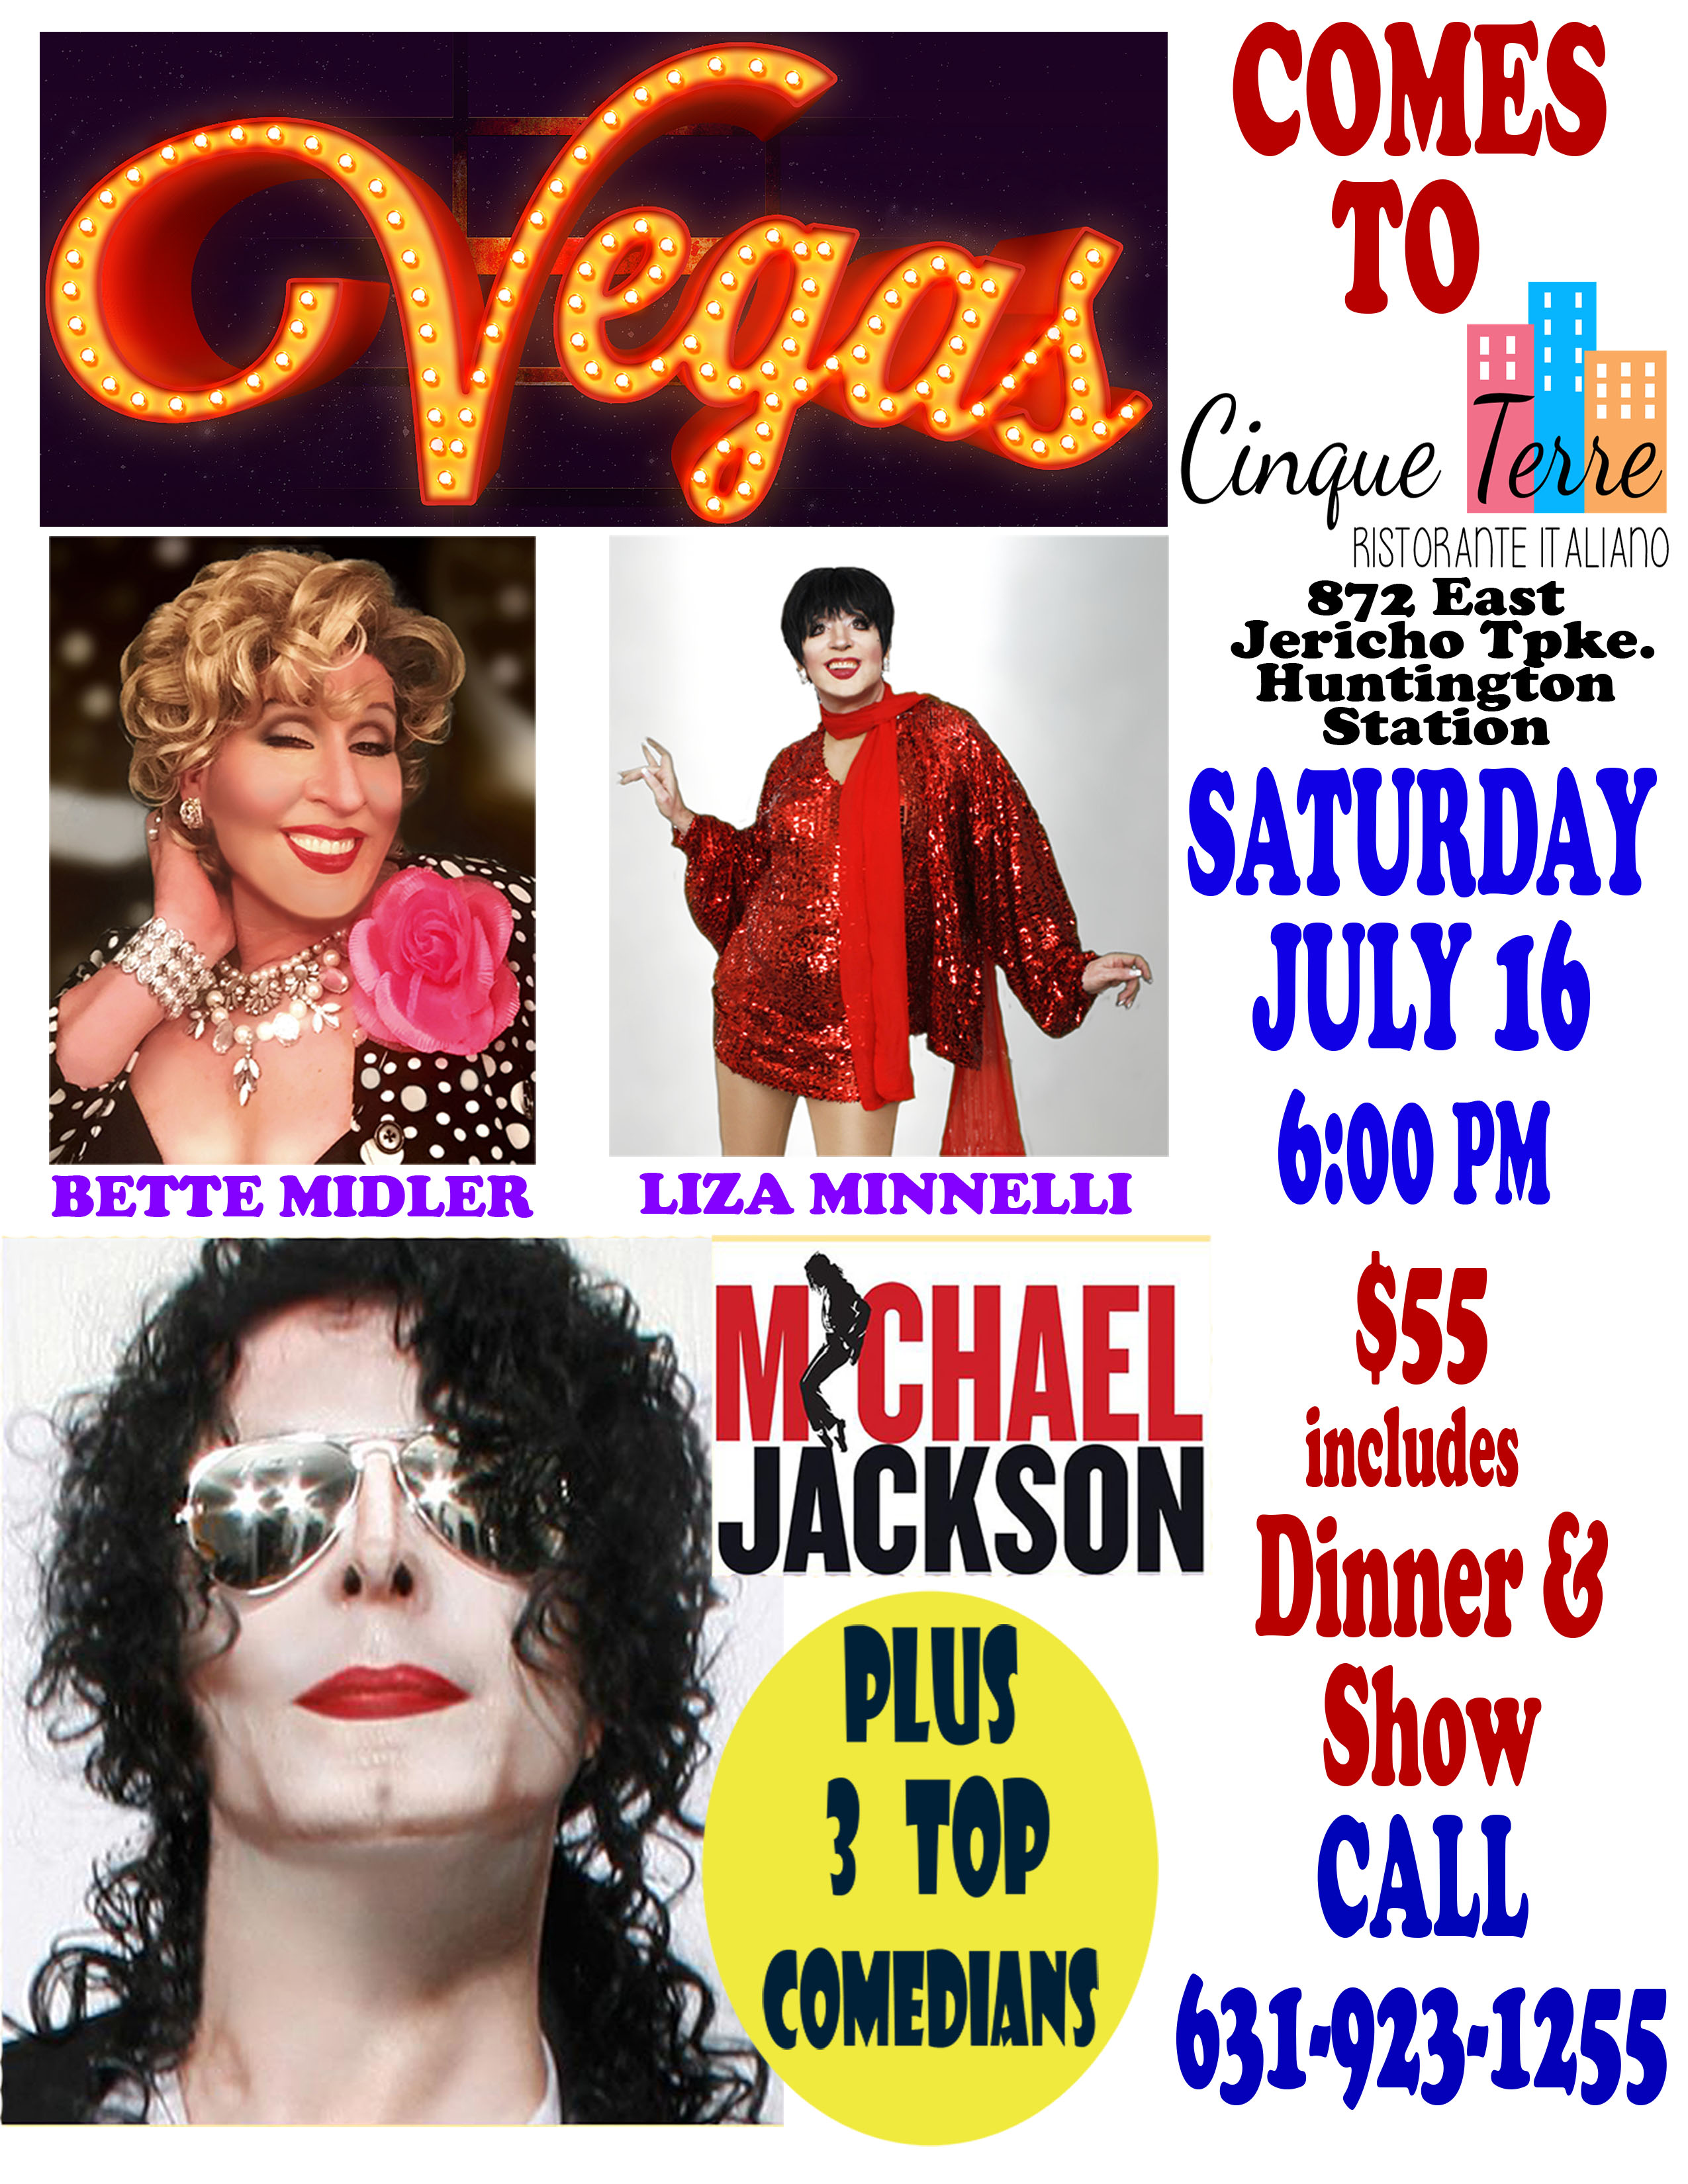 Vegas
COMES
TO
Cinque Terre
RISTORANTE ITALIANO
872 East
Jericho Tpke.
Huntington
Station
SATURDAY
JULY 16
6:00 PM
BETTE MIDLER
LIZA MINNELLI
MICHAEL
JACKSON
PLUS
3 TOP
COMEDIANS
$55
includes
Dinner &
Show
CALL
631-923-1255